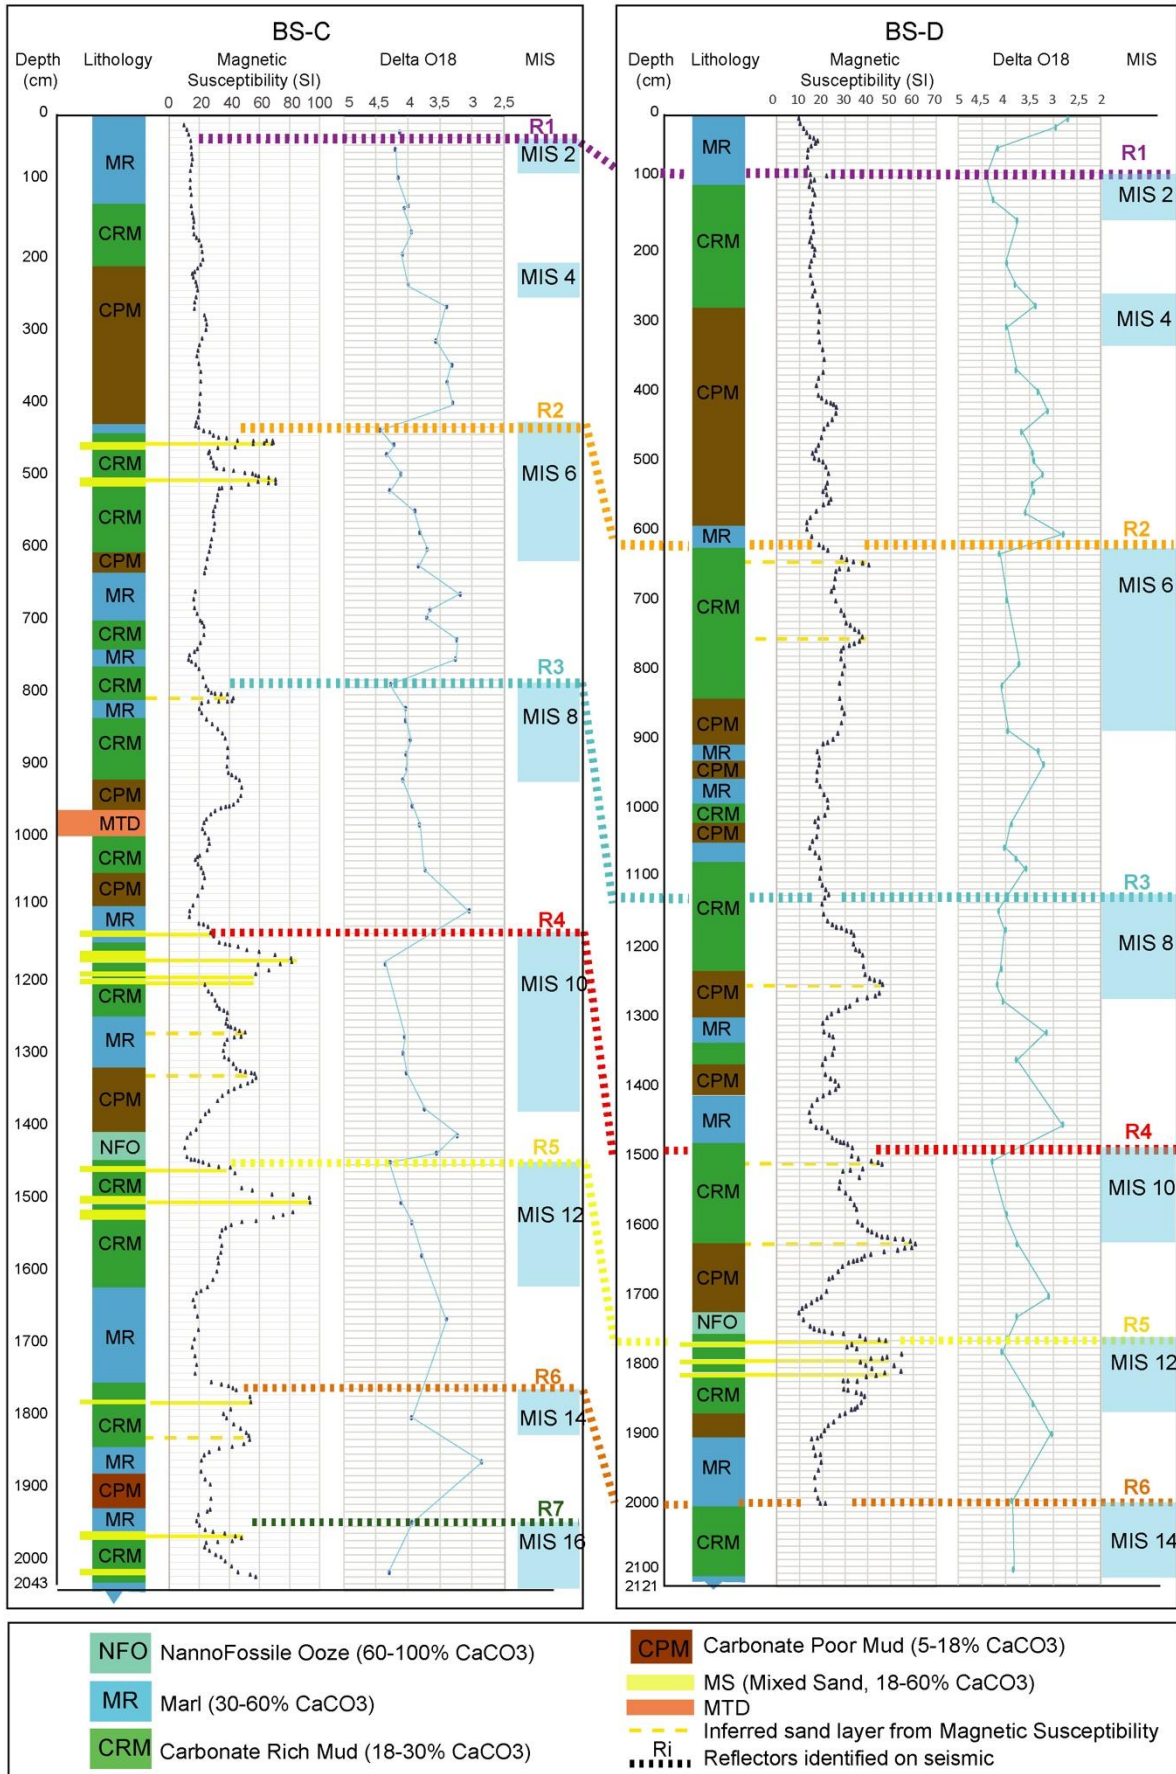 BS-C
Depth (cm)
Lithology
Magnetic Susceptibility (SI)
Delta O18
MIS
0 20 40 60 80 100
5 4,5 4 3,5 3 2,5
0
100
200
300
400
500
600
700
800
900
1000
1100
1200
1300
1400
1500
1600
1700
1800
1900
2000
2043
MR
CRM
CPM
CRM
CRM
CPM
MR
CRM
MR
CRM
MR
CRM
CPM
MTD
CRM
CPM
MR
CRM
MR
CPM
NFO
CRM
CRM
MR
CRM
MR
CPM
MR
CRM
R1
MIS 2
MIS 4
R2
MIS 6
R3
MIS 8
R4
MIS 10
R5
MIS 12
R6
MIS 14
R7
MIS 16
BS-D
Depth (cm)
Lithology
Magnetic Susceptibility (SI)
Delta O18
MIS
0 10 20 30 40 50 60 70
5 4,5 4 3,5 3 2,5 2
0
100
200
300
400
500
600
700
800
900
1000
1100
1200
1300
1400
1500
1600
1700
1800
1900
2000
2100
2121
MR
CRM
CPM
MR
CRM
CPM
MR
CPM
MR
CRM
CPM
CRM
CPM
MR
CPM
MR
CRM
CPM
NFO
CRM
MR
CRM
R1
MIS 2
MIS 4
R2
MIS 6
R3
MIS 8
R4
MIS 10
R5
MIS 12
R6
MIS 14
NFO NannoFossile Ooze (60-100% CaCO3)
MR Marl (30-60% CaCO3)
CRM Carbonate Rich Mud (18-30% CaCO3)
CPM Carbonate Poor Mud (5-18% CaCO3)
MS (Mixed Sand, 18-60% CaCO3)
MTD
Inferred sand layer from Magnetic Susceptibility
Ri Reflectors identified on seismic